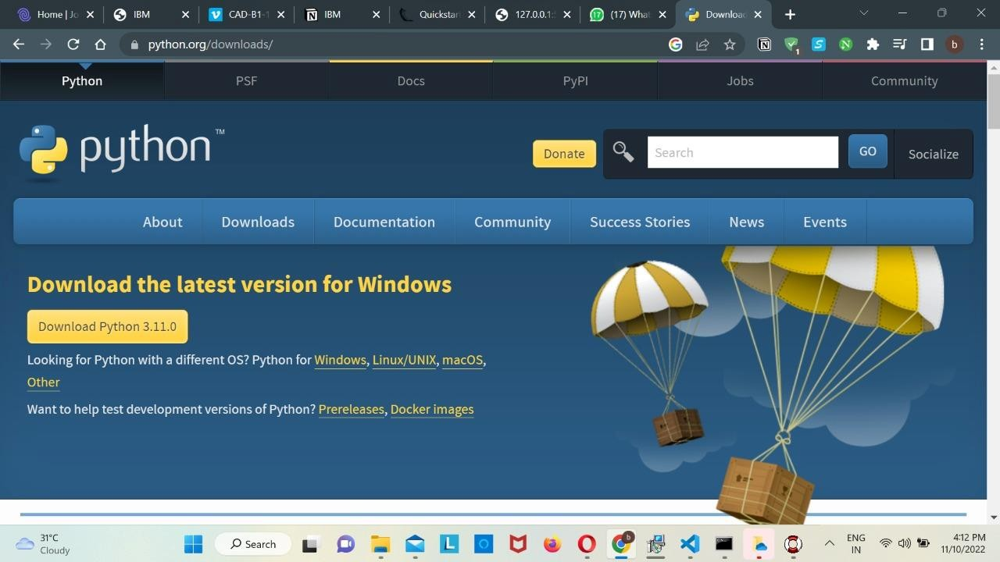 Home | Jo
IBM
CAD-B1-1
IBM
Quickstar
127.0.0.1:
(17) Wha
Download
python.org/downloads/
Python
PSF
Docs
PyPI
Jobs
Community
python™
Donate
Search
GO
Socialize
About
Downloads
Documentation
Community
Success Stories
News
Events
Download the latest version for Windows
Download Python 3.11.0
Looking for Python with a different OS? Python for Windows, Linux/UNIX, macOS,
Other
Want to help test development versions of Python? Prereleases, Docker images
31°C
Cloudy
Search
ENG
IN
4:12 PM
11/10/2022